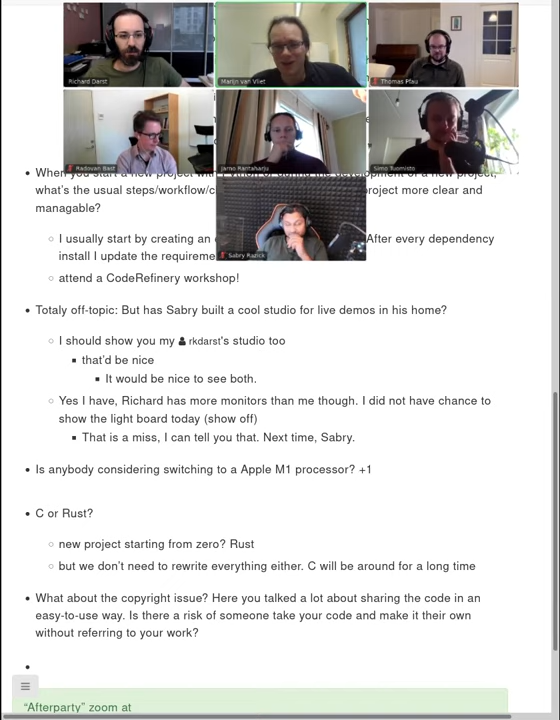 Richard Darst
Marijn van Vliet
Thomas Pfau
Radovan Bast
Jarno Rantaharju
Simo Tuomisto
Sabry Razick
When you start a new project with Python or during the development of a new project,
what's the usual steps/workflow/c project more clear and
managable?
I usually start by creating an After every dependency
install I update the requireme
attend a CodeRefinery workshop!
Totaly off-topic: But has Sabry built a cool studio for live demos in his home?
I should show you my rkdarst's studio too
that'd be nice
It would be nice to see both.
Yes I have, Richard has more monitors than me though. I did not have chance to
show the light board today (show off)
That is a miss, I can tell you that. Next time, Sabry.
Is anybody considering switching to a Apple M1 processor? +1
C or Rust?
new project starting from zero? Rust
but we don't need to rewrite everything either. C will be around for a long time
What about the copyright issue? Here you talked a lot about sharing the code in an
easy-to-use way. Is there a risk of someone take your code and make it their own
without referring to your work?
“Afterparty” zoom at